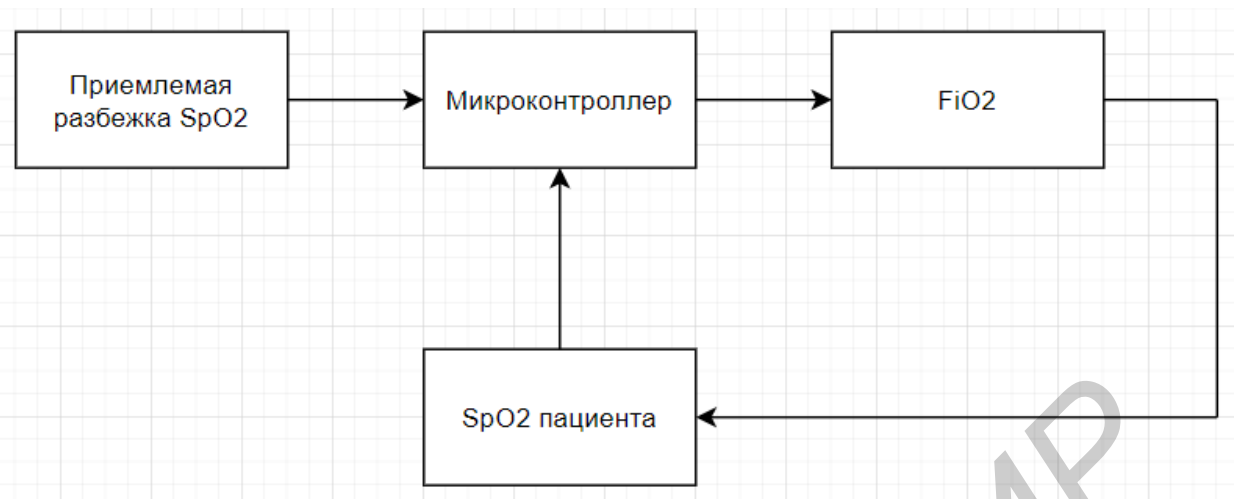 Приемлемая
разбежка SpO2
Микроконтроллер
FiO2
SpO2 пациента